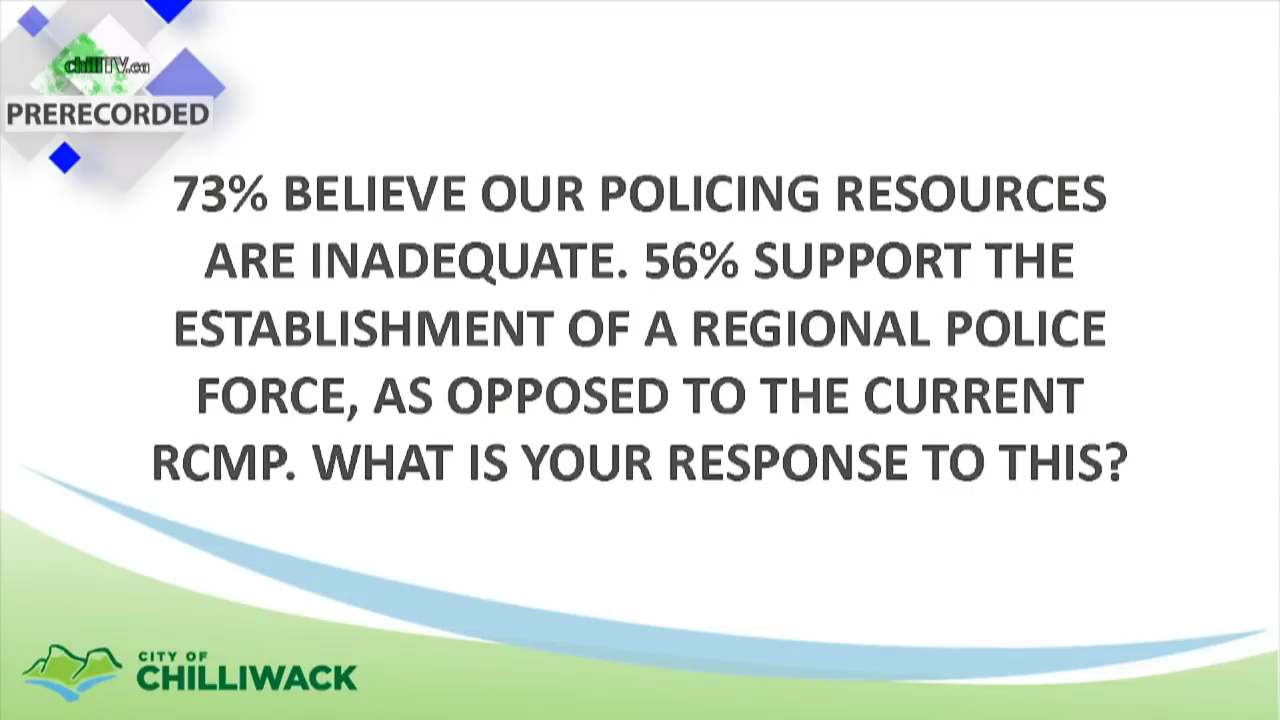 chillTV.ca
PRERECORDED
73% BELIEVE OUR POLICING RESOURCES
ARE INADEQUATE. 56% SUPPORT THE
ESTABLISHMENT OF A REGIONAL POLICE
FORCE, AS OPPOSED TO THE CURRENT
RCMP. WHAT IS YOUR RESPONSE TO THIS?
CITY OF
CHILLIWACK